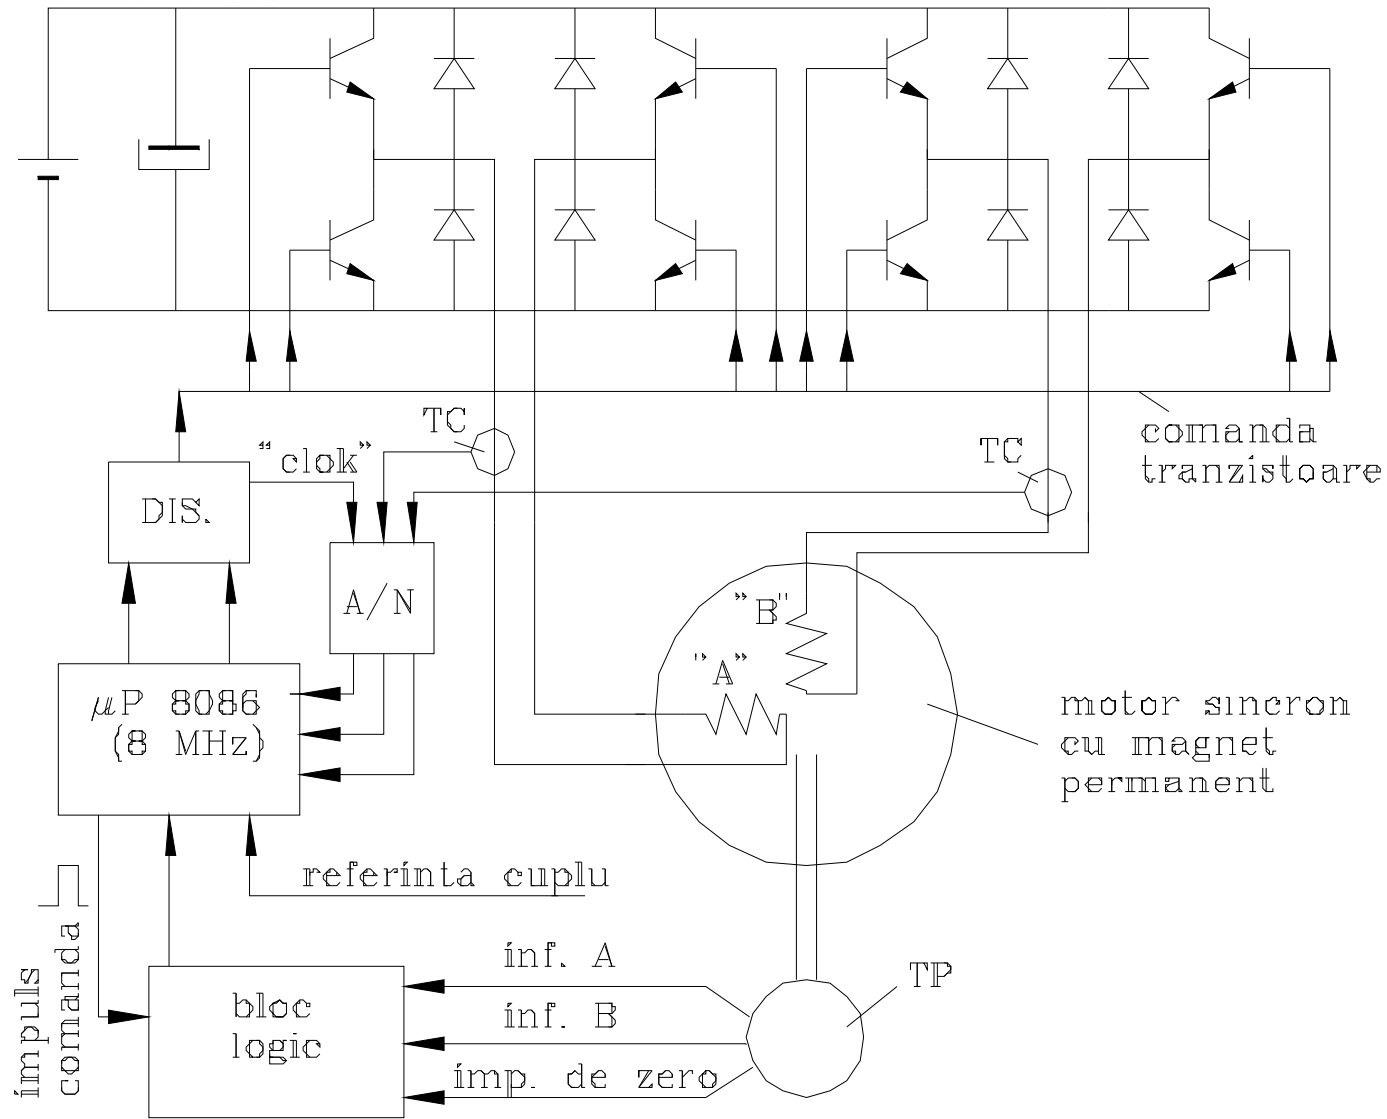 TC
TC
comanda
tranzistoare
“clok”
DIS.
A/N
"B"
"A"
µP 8086
(8 MHz)
motor sincron
cu magnet
permanent
referinta cuplu
impuls
comanda
inf. A
TP
bloc
logic
inf. B
imp. de zero